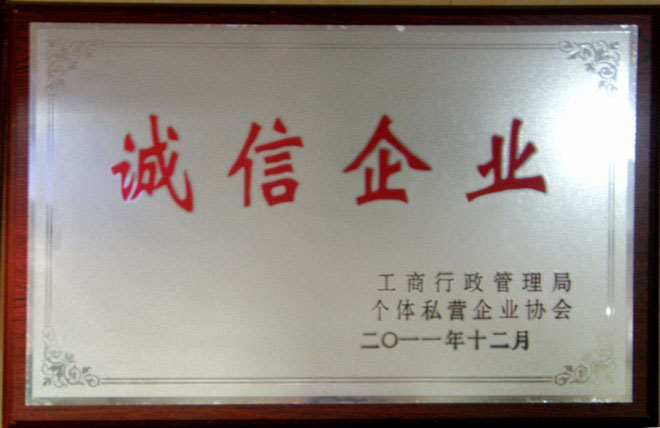 诚信企业
工商行政管理局
个体私营企业协会
二〇一一年十二月